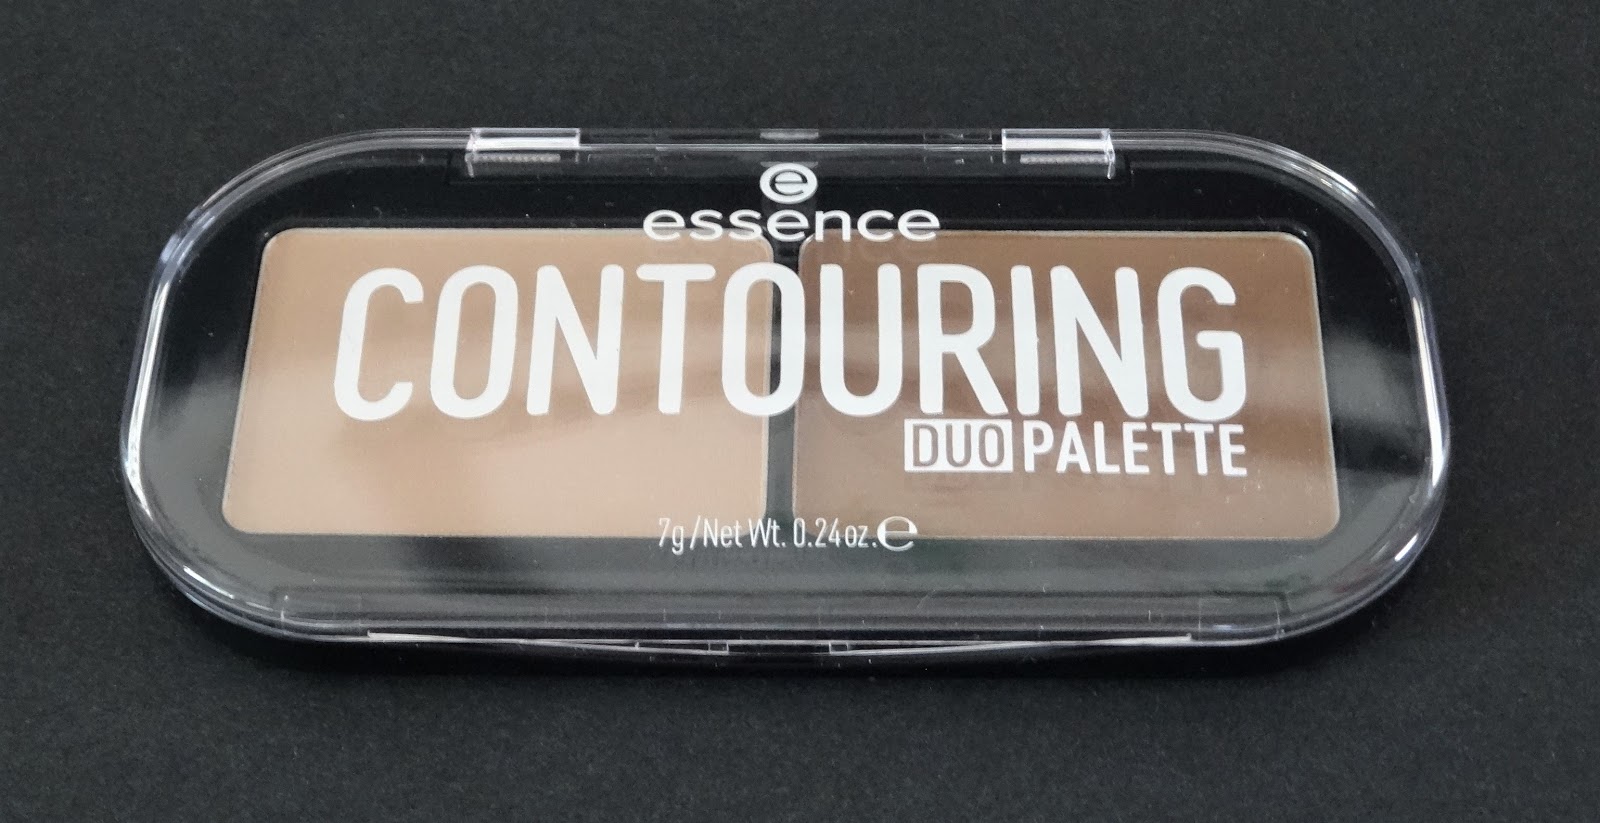 e
essence
CONTOURING
DUO PALETTE
7g/Net Wt. 0.24oz.℮